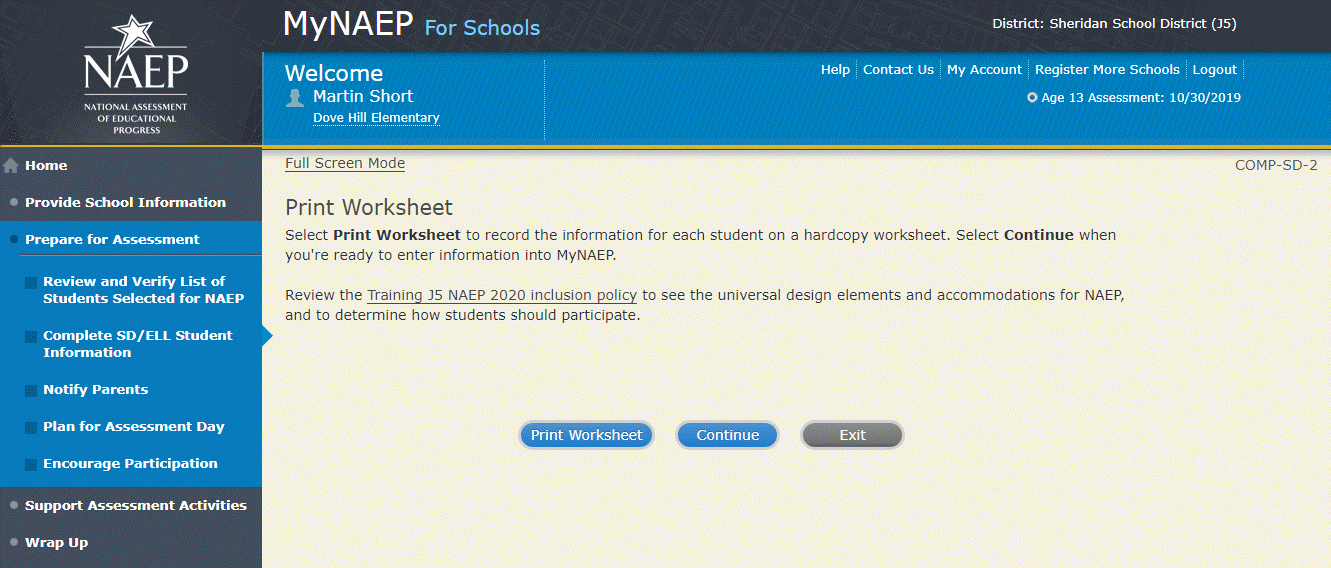 MyNAEP For Schools
District: Sheridan School District (J5)
NAEP
NATIONAL ASSESSMENT
OF EDUCATIONAL
PROGRESS
Welcome
Martin Short
Dove Hill Elementary
Help Contact Us My Account Register More Schools Logout
Age 13 Assessment: 10/30/2019
Home
Provide School Information
Prepare for Assessment
Review and Verify List of
Students Selected for NAEP
Complete SD/ELL Student
Information
Notify Parents
Plan for Assessment Day
Encourage Participation
Support Assessment Activities
Wrap Up
Full Screen Mode
COMP-SD-2
Print Worksheet
Select Print Worksheet to record the information for each student on a hardcopy worksheet. Select Continue when
you're ready to enter information into MyNAEP.
Review the Training J5 NAEP 2020 inclusion policy to see the universal design elements and accommodations for NAEP,
and to determine how students should participate.
Print Worksheet Continue Exit